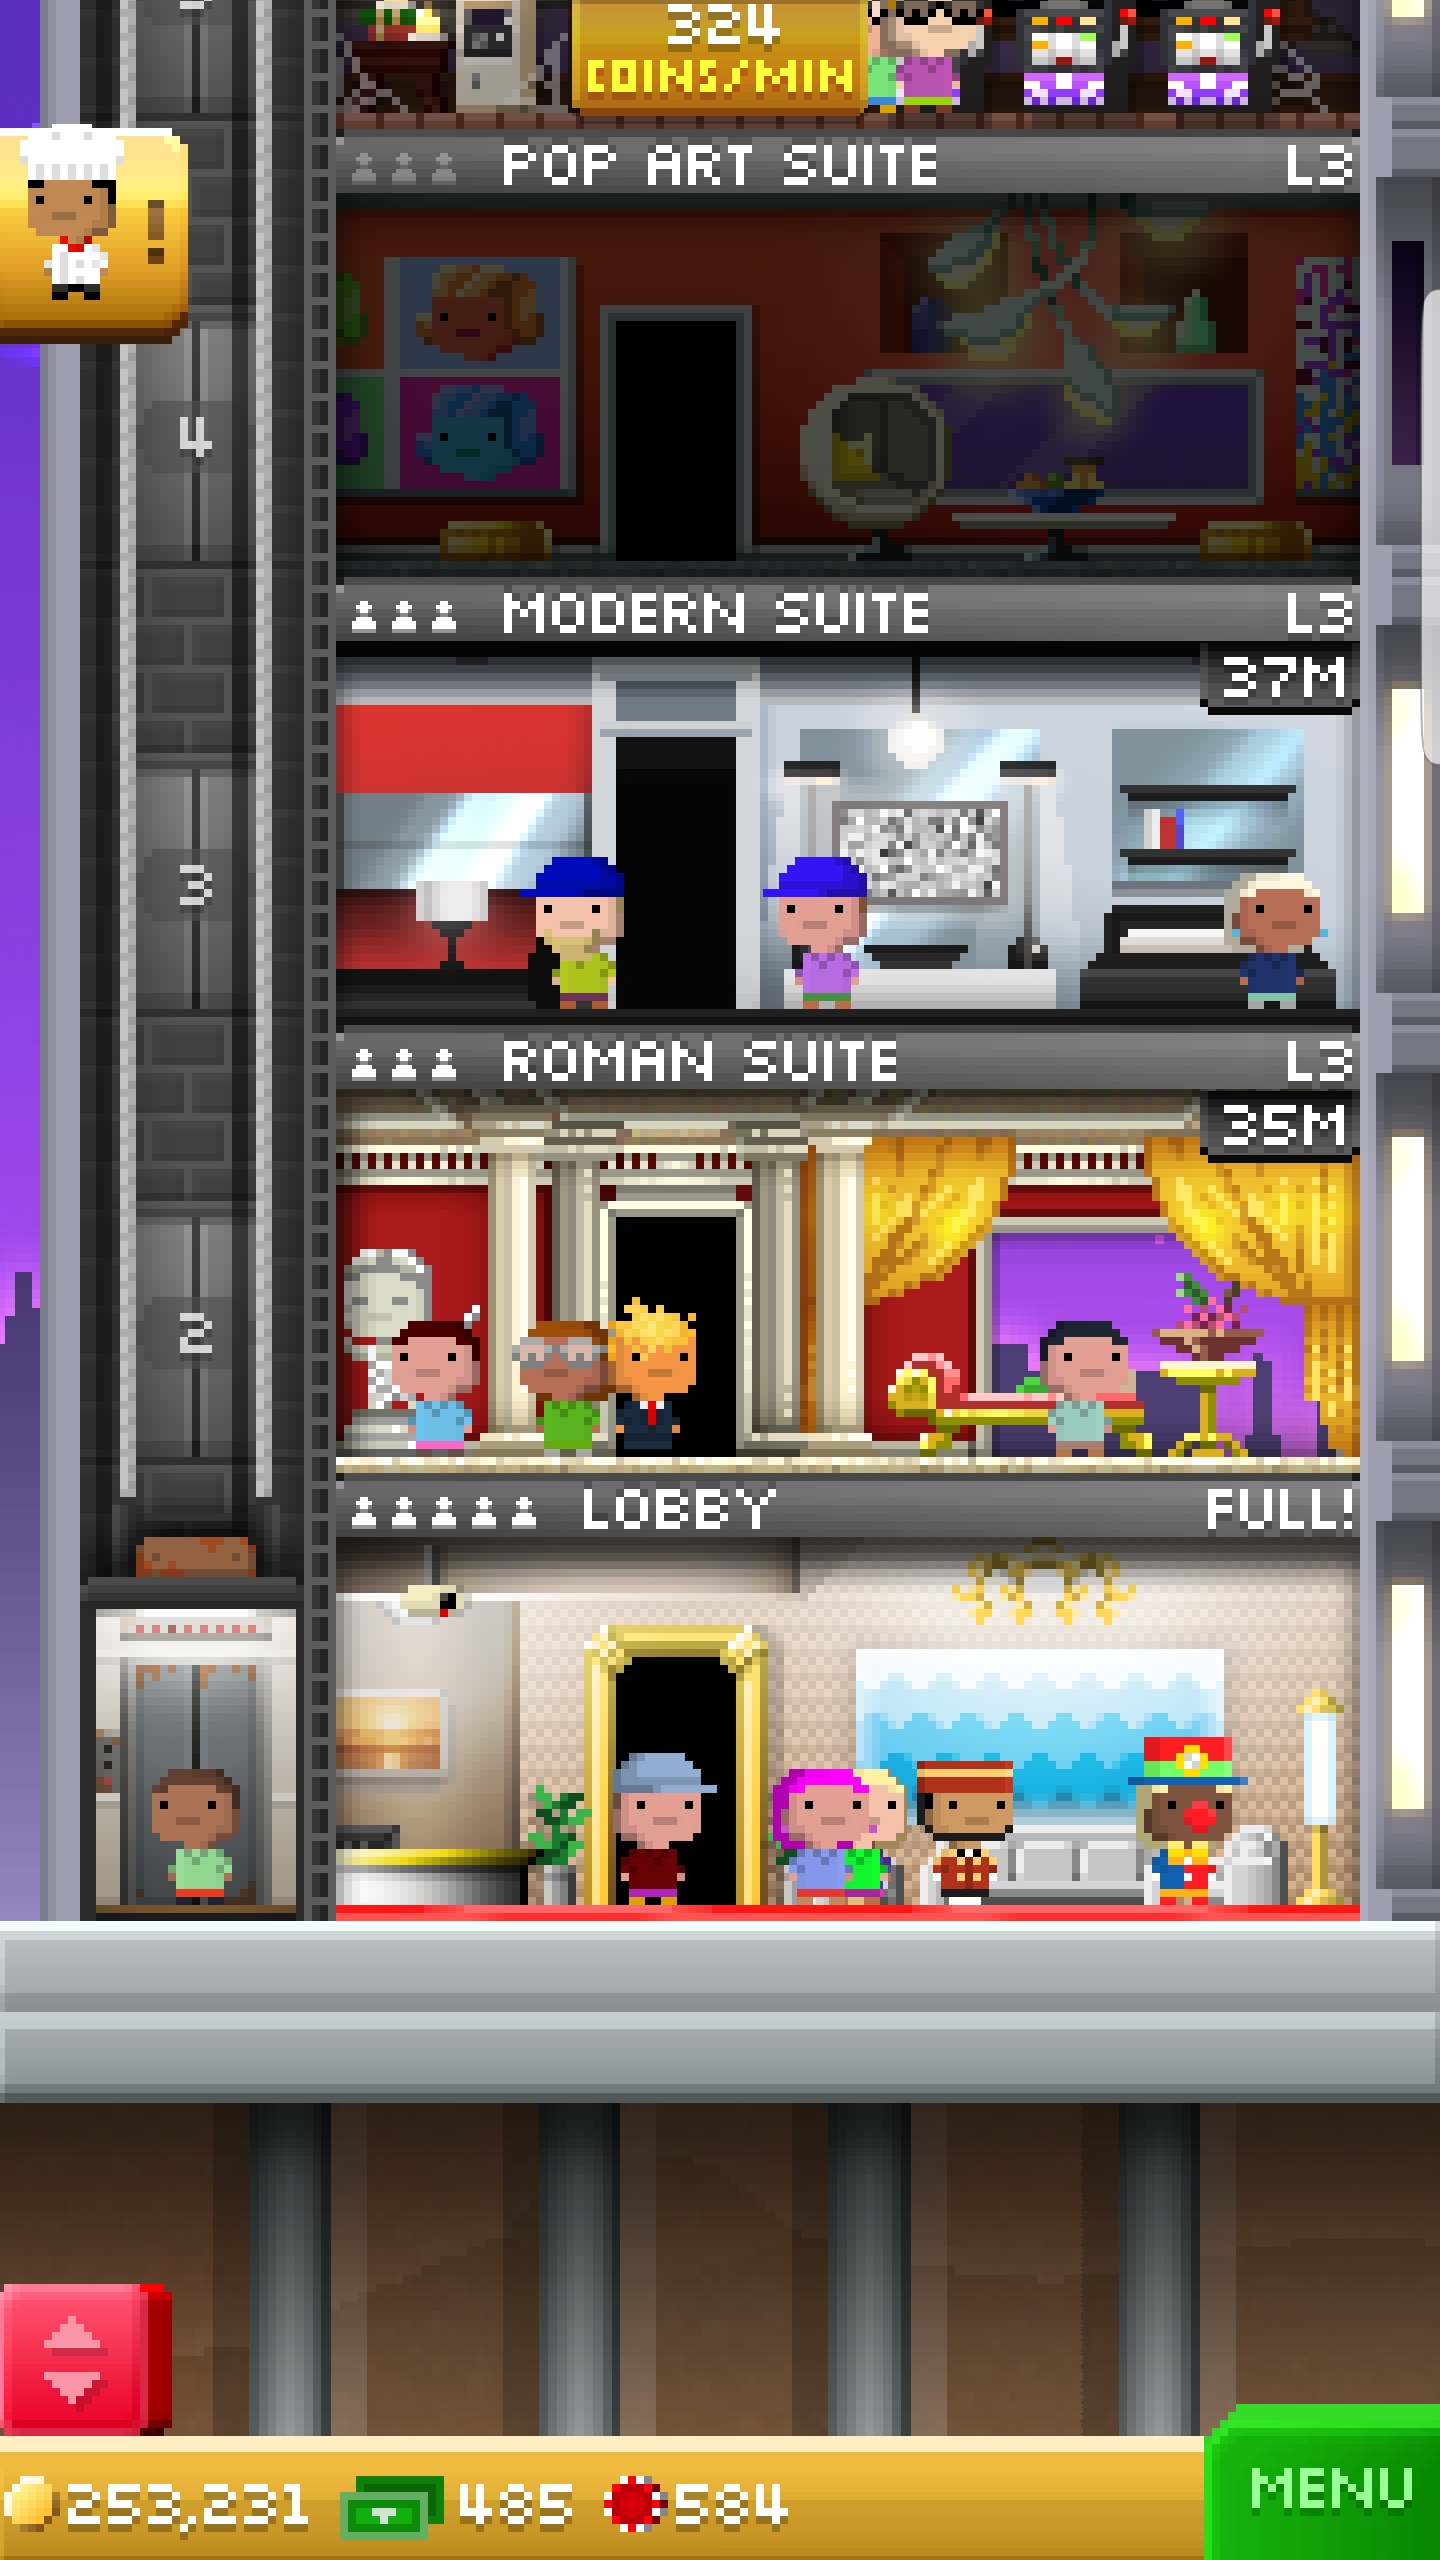 324
COINS/MIN
POP ART SUITE L3
!
4
MODERN SUITE L3
37M
3
ROMAN SUITE L3
35M
2
LOBBY FULL!
253,231 485 584
MENU